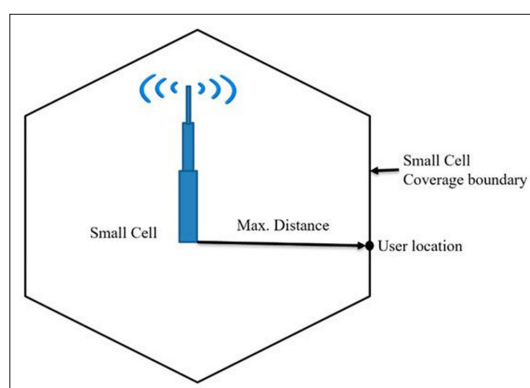 Small Cell
Coverage boundary
Max. Distance
Small Cell
User location